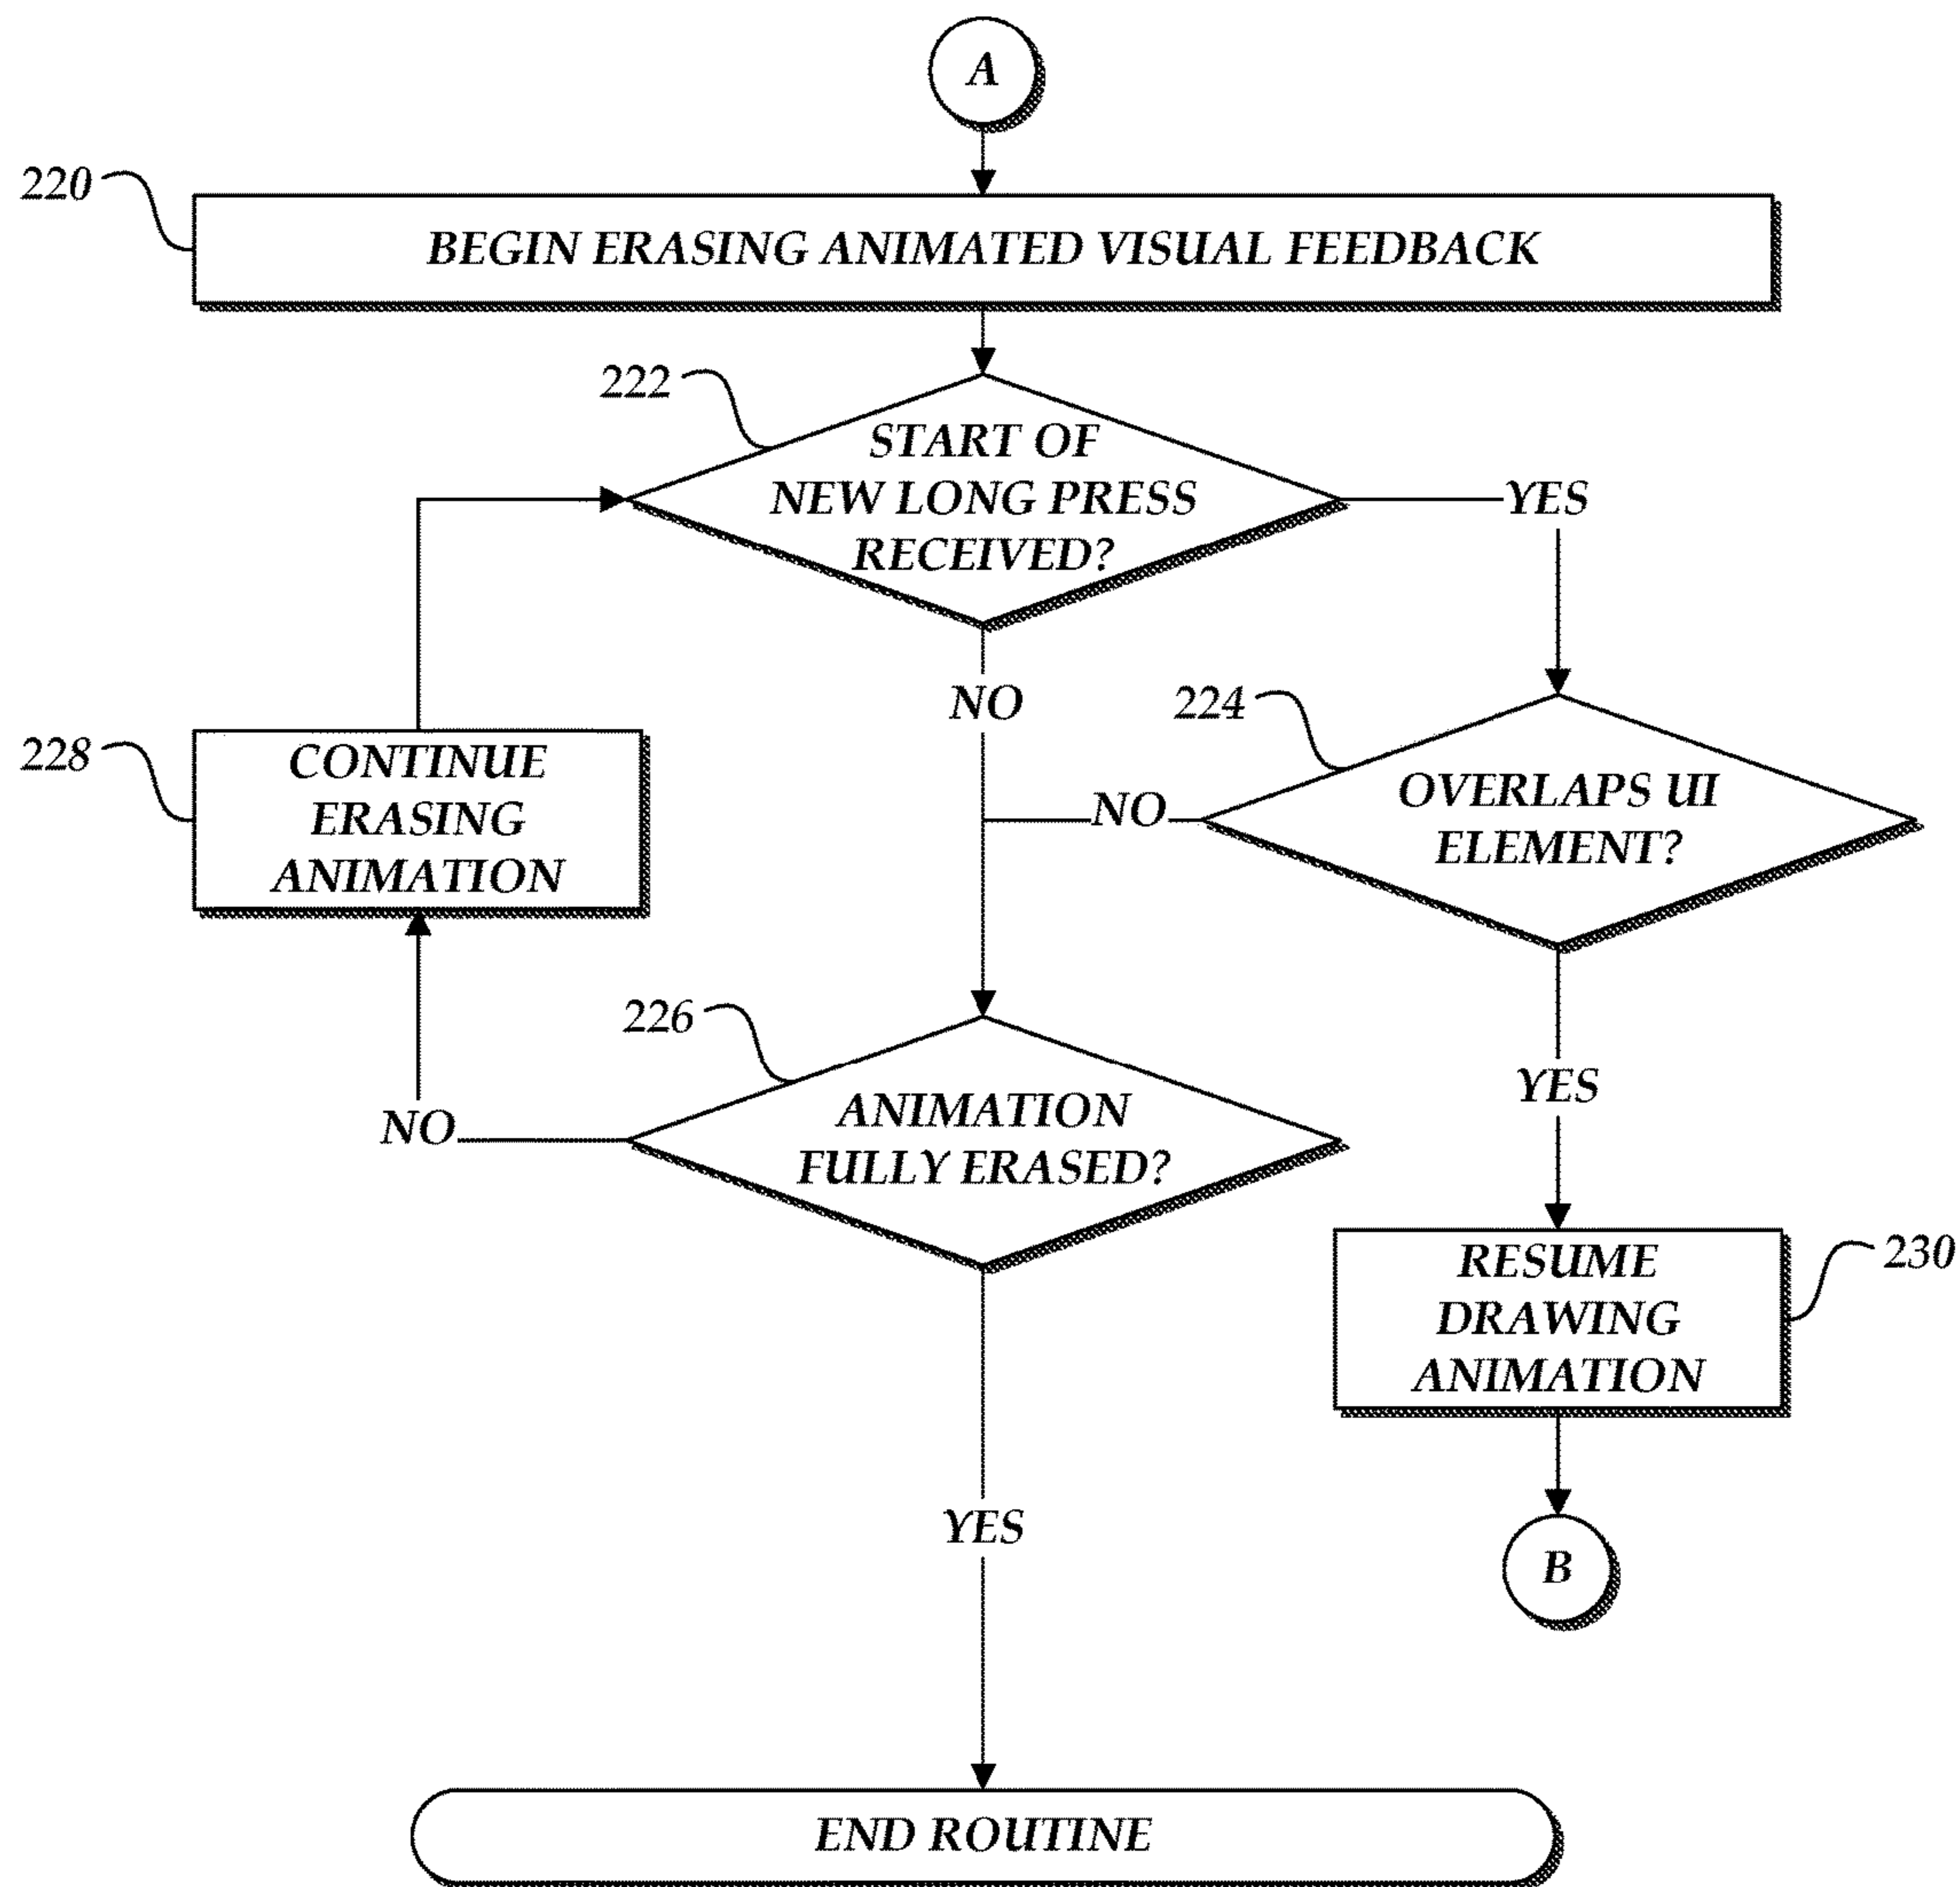 A
220
BEGIN ERASING ANIMATED VISUAL FEEDBACK
222
START OF
NEW LONG PRESS
RECEIVED?
YES
NO
224
OVERLAPS UI
ELEMENT?
NO
228
CONTINUE
ERASING
ANIMATION
226
ANIMATION
FULLY ERASED?
NO
YES
230
RESUME
DRAWING
ANIMATION
YES
B
END ROUTINE